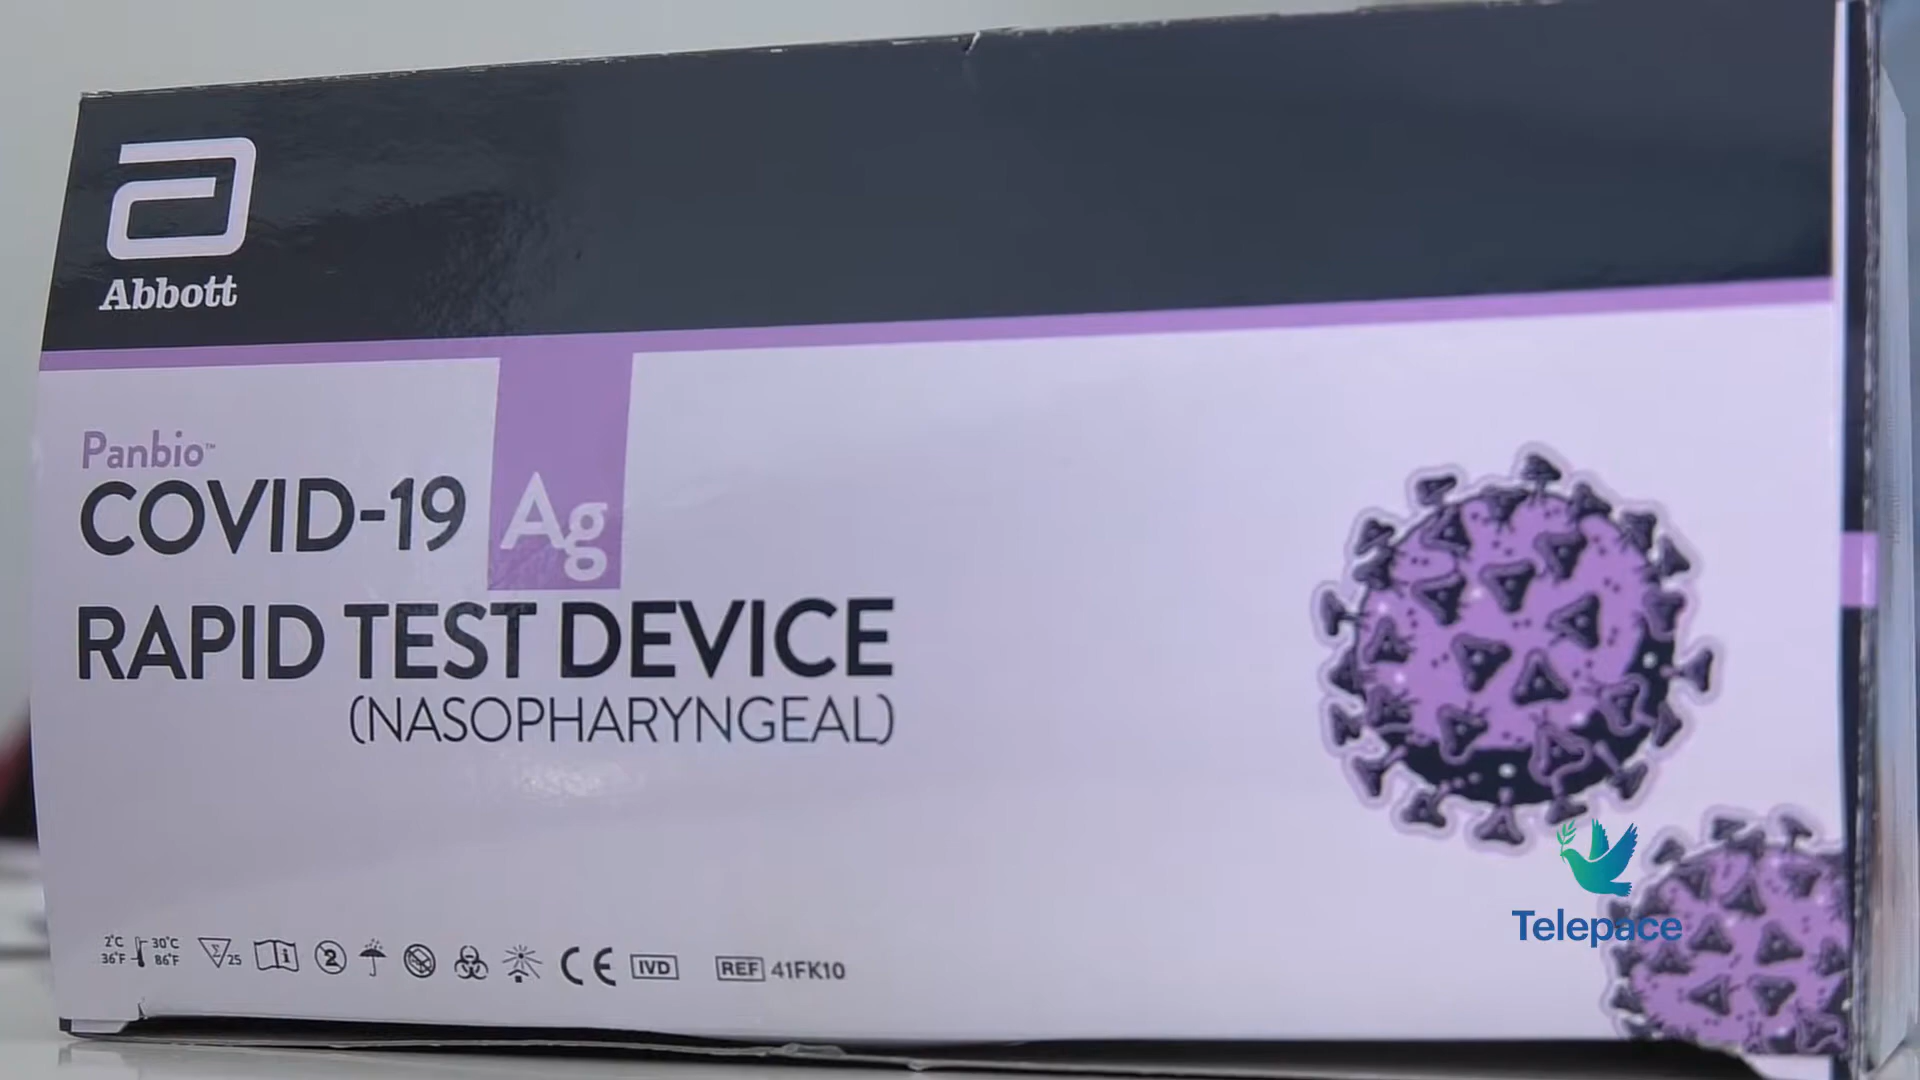 Abbott
Panbio™
COVID-19 Ag
RAPID TEST DEVICE
(NASOPHARYNGEAL)
2°C 30°C
36°F 86°F
Σ 25
i
2
CE
IVD
REF 41FK10
Telepace